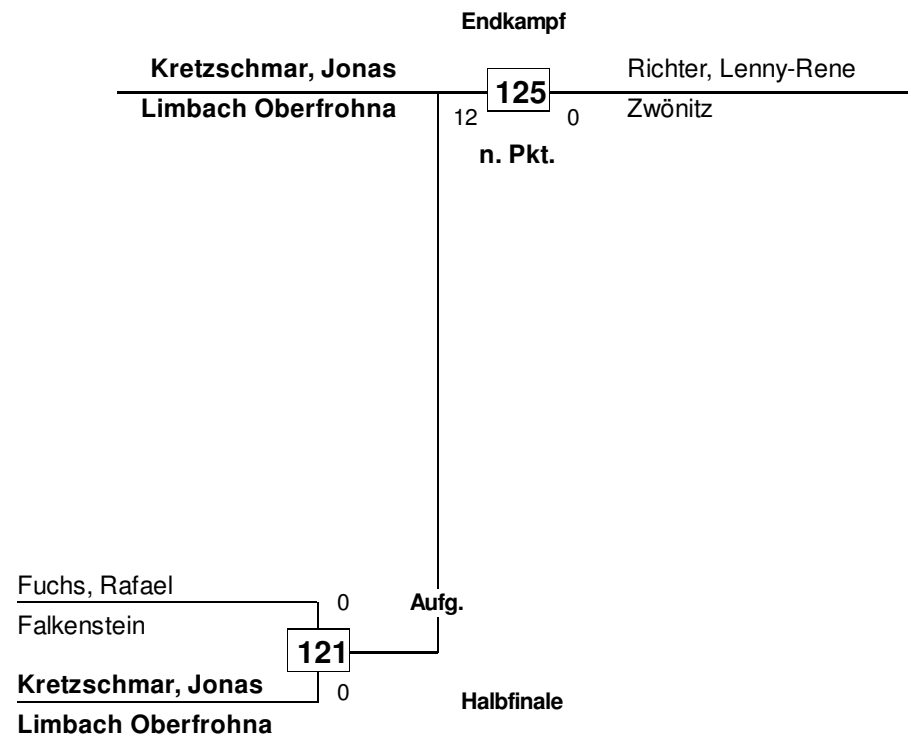 Endkampf
Kretzschmar, Jonas 125 Richter, Lenny-Rene
Limbach Oberfrohna 12 0 Zwönitz
n. Pkt.
Fuchs, Rafael 0 Aufg.
Falkenstein
121
Kretzschmar, Jonas 0 Halbfinale
Limbach Oberfrohna